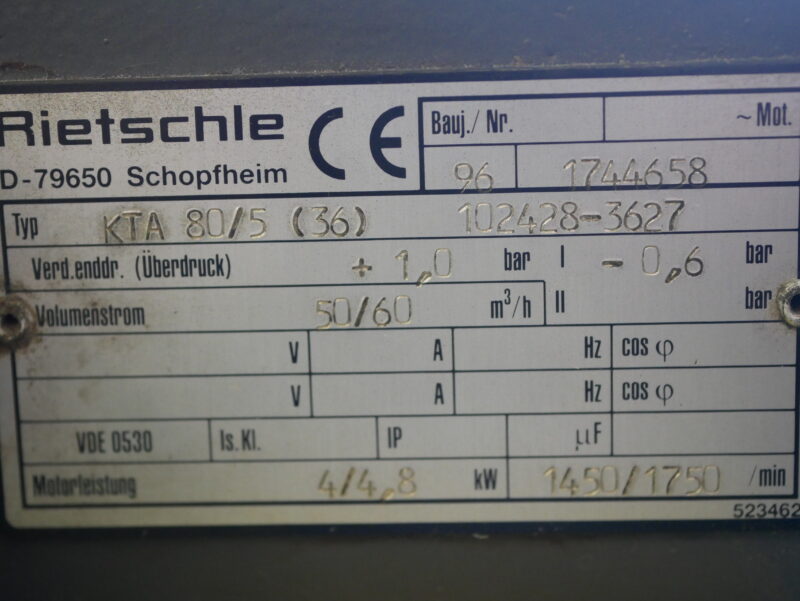 Rietschle CE Bauj./Nr. ~Mot.
D-79650 Schopfheim 96 1744658
Typ KTA 80/5 (36) 102428-3627
Verd.enddr. (Überdruck) + 1,0 bar I - 0,6 bar
Volumenstrom 50/60 m³/h II bar
V A Hz cos φ
V A Hz cos φ
VDE 0530 Is.Kl. IP µF
Motorleistung 4/4,8 kW 1450/1750 /min
523462